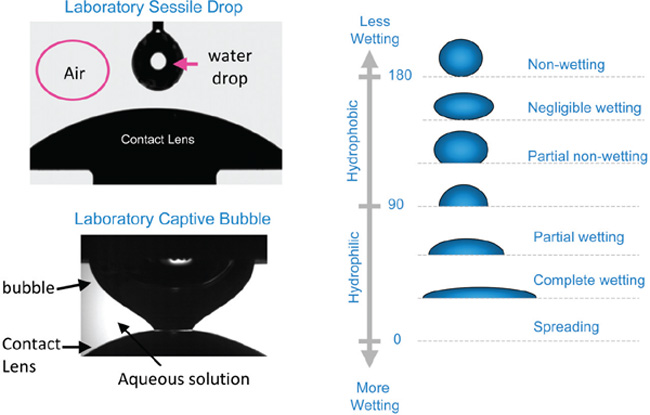 Laboratory Sessile Drop
Air
water
drop
Contact Lens
Laboratory Captive Bubble
bubble
Contact
Lens
Aqueous solution
Less
Wetting
180
Hydrophobic
90
Hydrophilic
0
More
Wetting
Non-wetting
Negligible wetting
Partial non-wetting
Partial wetting
Complete wetting
Spreading